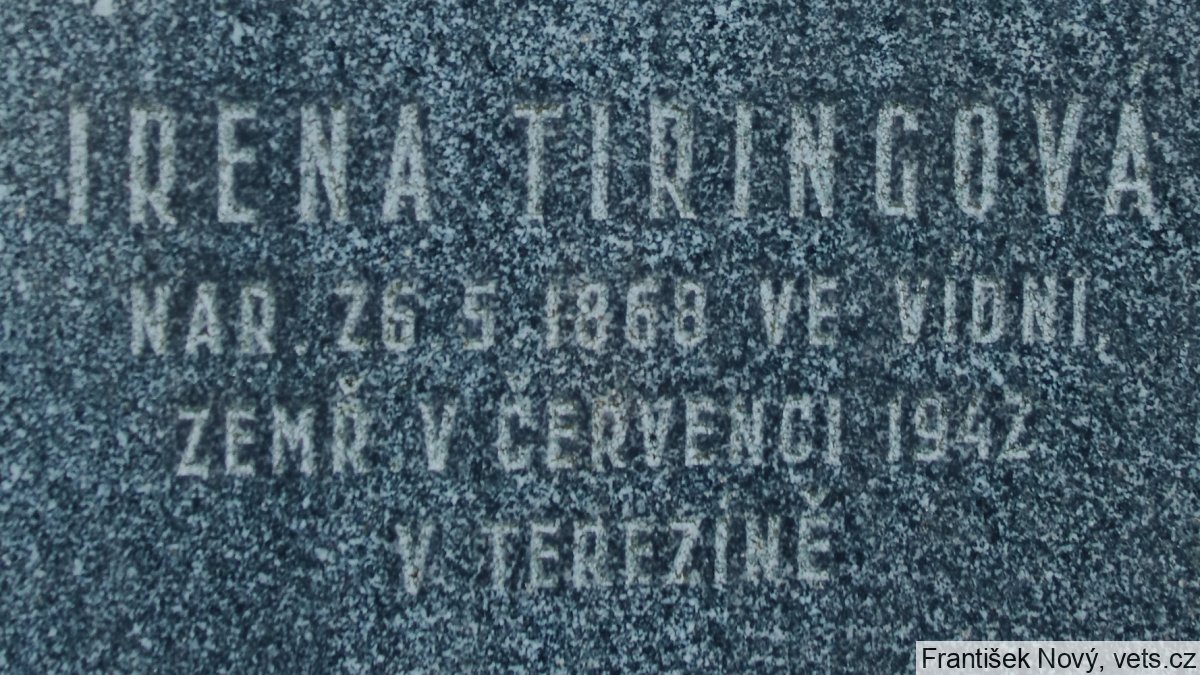 IRENA TIRINGOVÁ
NAR. 26.5.1868 VE VÍDNI,
ZEMŘ. V ČERVENCI 1942
V TEREZÍNĚ
František Nový, vets.cz